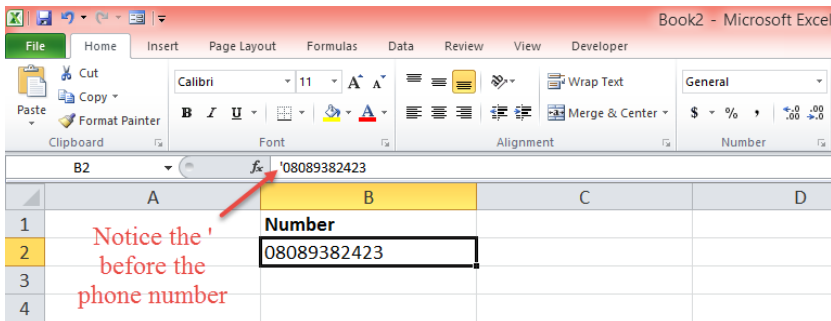 Book2 - Microsoft Excel
File Home Insert Page Layout Formulas Data Review View Developer
Paste
Cut
Copy
Format Painter
Calibri 11 A A
B I U A
Wrap Text
Merge & Center
General
$ % , .0 .00 .00 .0
Clipboard Font Alignment Number
B2 fx '08089382423
A B C D
1 Number
2 08089382423
3
4
Notice the '
before the
phone number